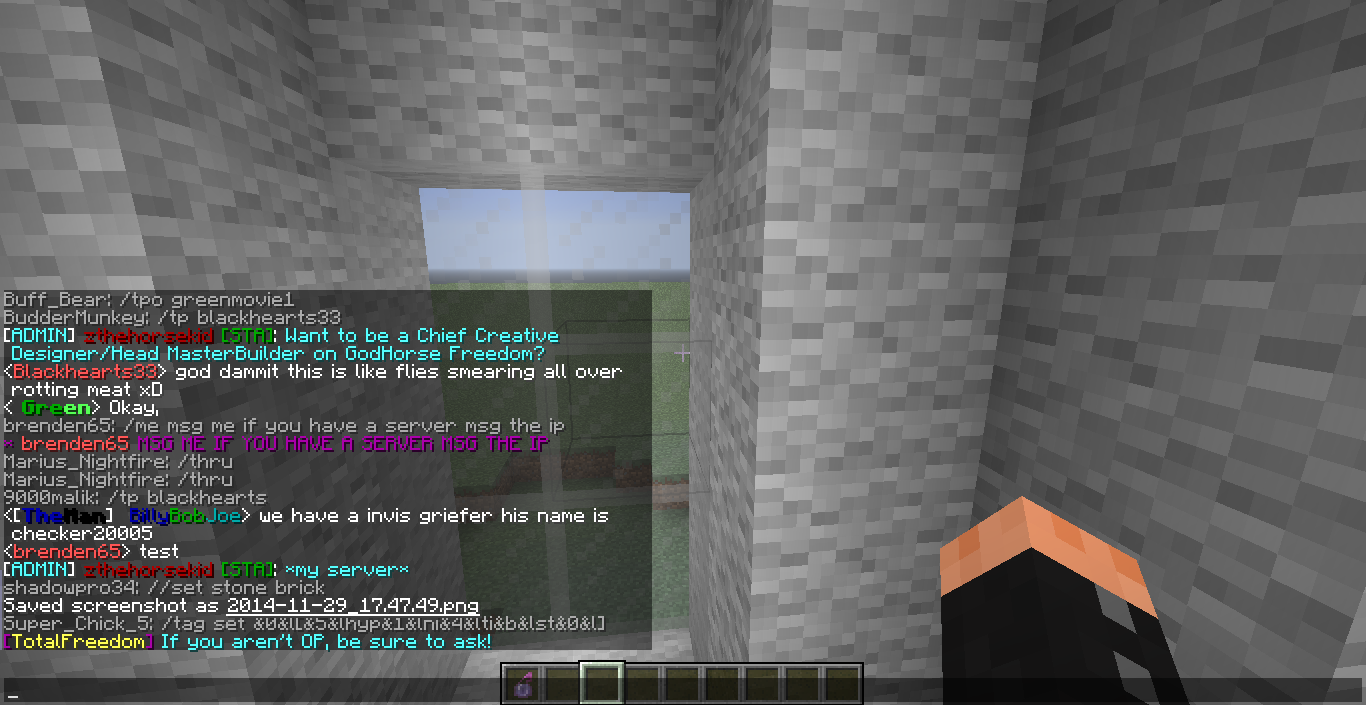 Buff_Bear: /tpo greenmovie1
BudderMunkey: /tp blackhearts33
[ADMIN] zthehorsekid [STA]: Want to be a Chief Creative
Designer/Head MasterBuilder on GodHorse Freedom?
<Blackhearts33> god dammit this is like flies smearing all over
rotting meat xD
< Green> Okay,
brenden65: /me msg me if you have a server msg the ip
* brenden65 MSG ME IF YOU HAVE A SERVER MSG THE IP
Marius_Nightfire: /thru
Marius_Nightfire: /thru
9000malik: /tp blackhearts
<[TheMan] BillyBobJoe> we have a invis griefer his name is
checker20005
<brenden65> test
[ADMIN] zthehorsekid [STA]: *my server*
shadowpro34: //set stone brick
Saved screenshot as 2014-11-29_17.47.49.png
Super_Chick_5: /tag set &0&l[&5&lhyp&1&lni&4&lti&b&lst&0&l]
[TotalFreedom] If you aren't OP, be sure to ask!
_